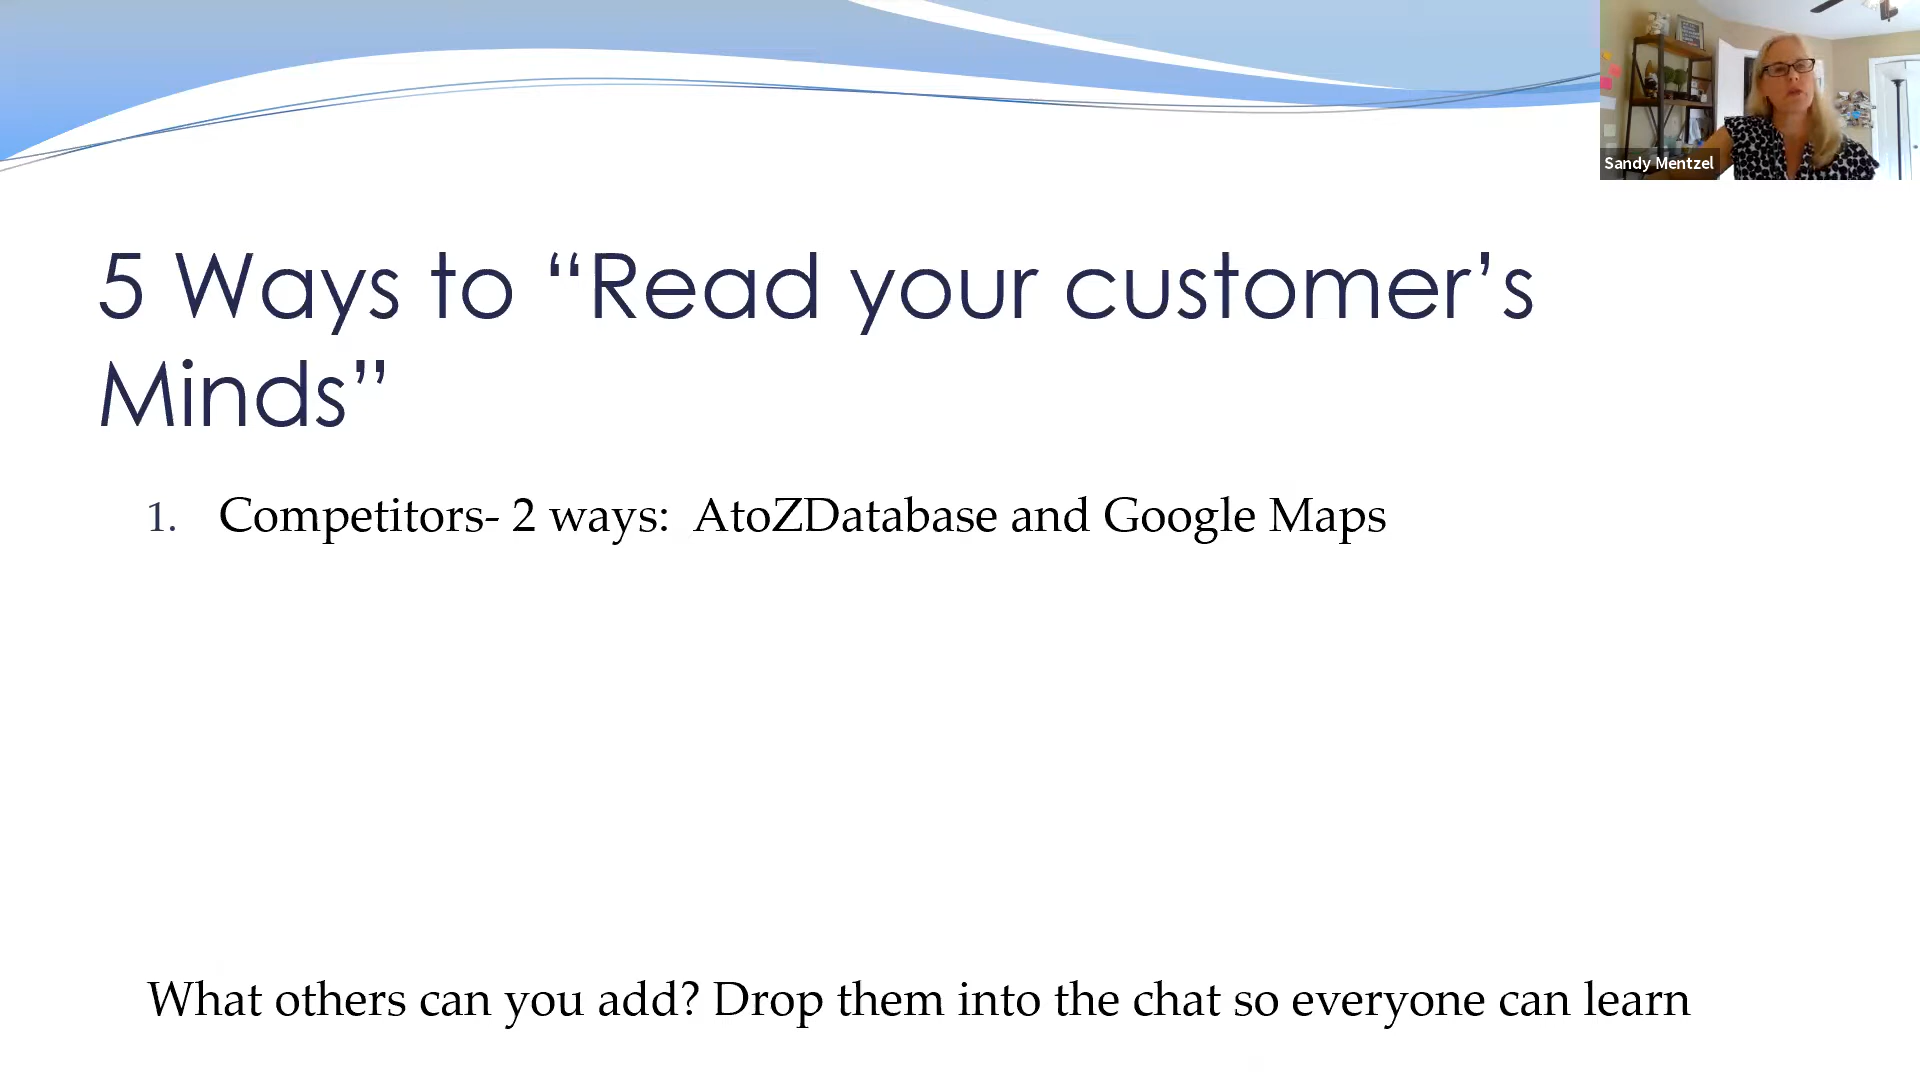 Sandy Mentzel
5 Ways to “Read your customer’s
Minds”
1. Competitors- 2 ways:  AtoZDatabase and Google Maps
What others can you add? Drop them into the chat so everyone can learn